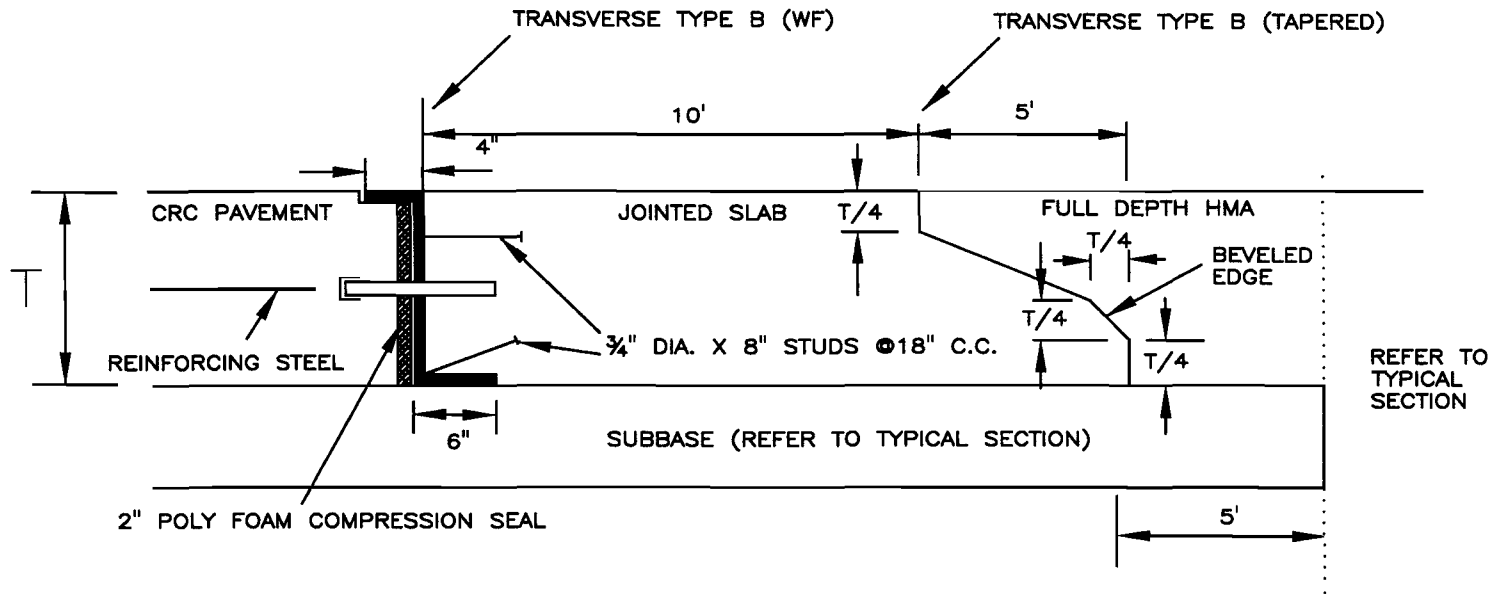 TRANSVERSE TYPE B (WF)
TRANSVERSE TYPE B (TAPERED)
10'
5'
4"
CRC PAVEMENT
JOINTED SLAB
T/4
FULL DEPTH HMA
T/4
BEVELED
EDGE
T
T/4
REINFORCING STEEL
3/4" DIA. X 8" STUDS @18" C.C.
T/4
REFER TO
TYPICAL
SECTION
6"
SUBBASE (REFER TO TYPICAL SECTION)
2" POLY FOAM COMPRESSION SEAL
5'